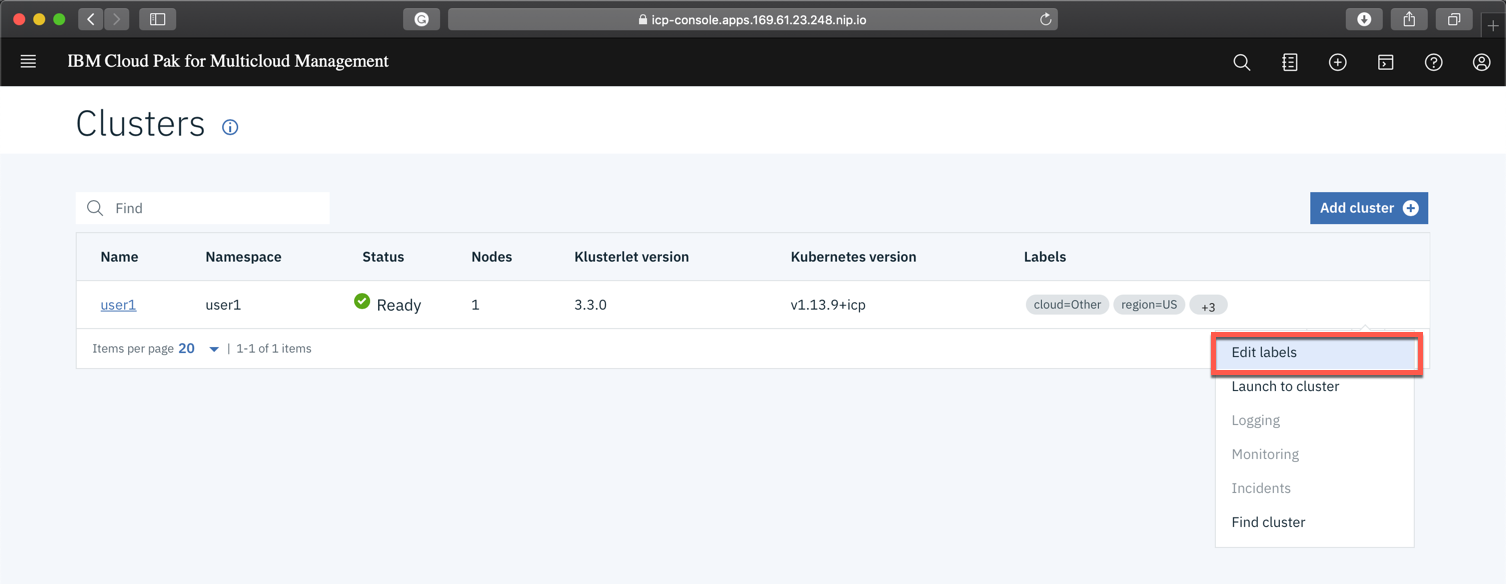 icp-console.apps.169.61.23.248.nip.io
IBM Cloud Pak for Multicloud Management
Clusters
Find
Add cluster
Name Namespace Status Nodes Klusterlet version Kubernetes version Labels
user1 user1 Ready 1 3.3.0 v1.13.9+icp cloud=Other region=US +3
Items per page 20 | 1-1 of 1 items
Edit labels
Launch to cluster
Logging
Monitoring
Incidents
Find cluster